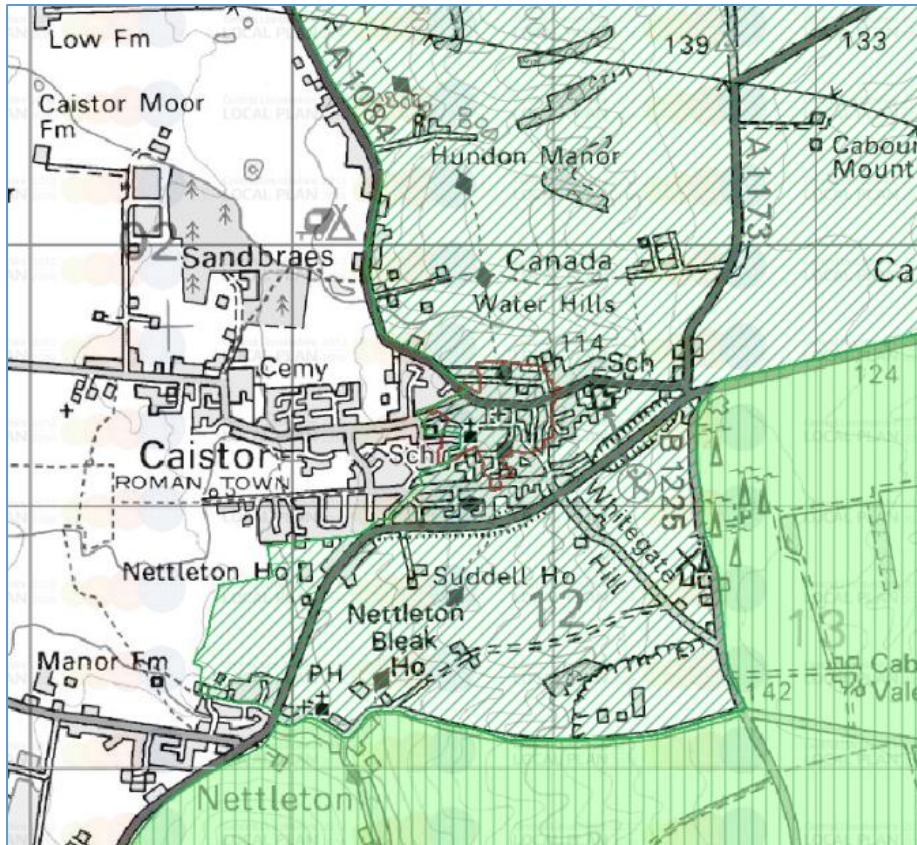 Low Fm
A 1084
139
133
Caistor Moor
Fm
Hundon Manor
A 1173
Cabour
Mount
Sandbraes
Canada
Ca
Water Hills
114
Sch
124
Cemy
Caistor
ROMAN TOWN
Sch
B 1225
Whitegate
Hill
Nettleton Ho
Suddell Ho
12
Nettleton
Bleak
Ho
13
Manor Fm
PH
Cab
Val
142
Nettleton